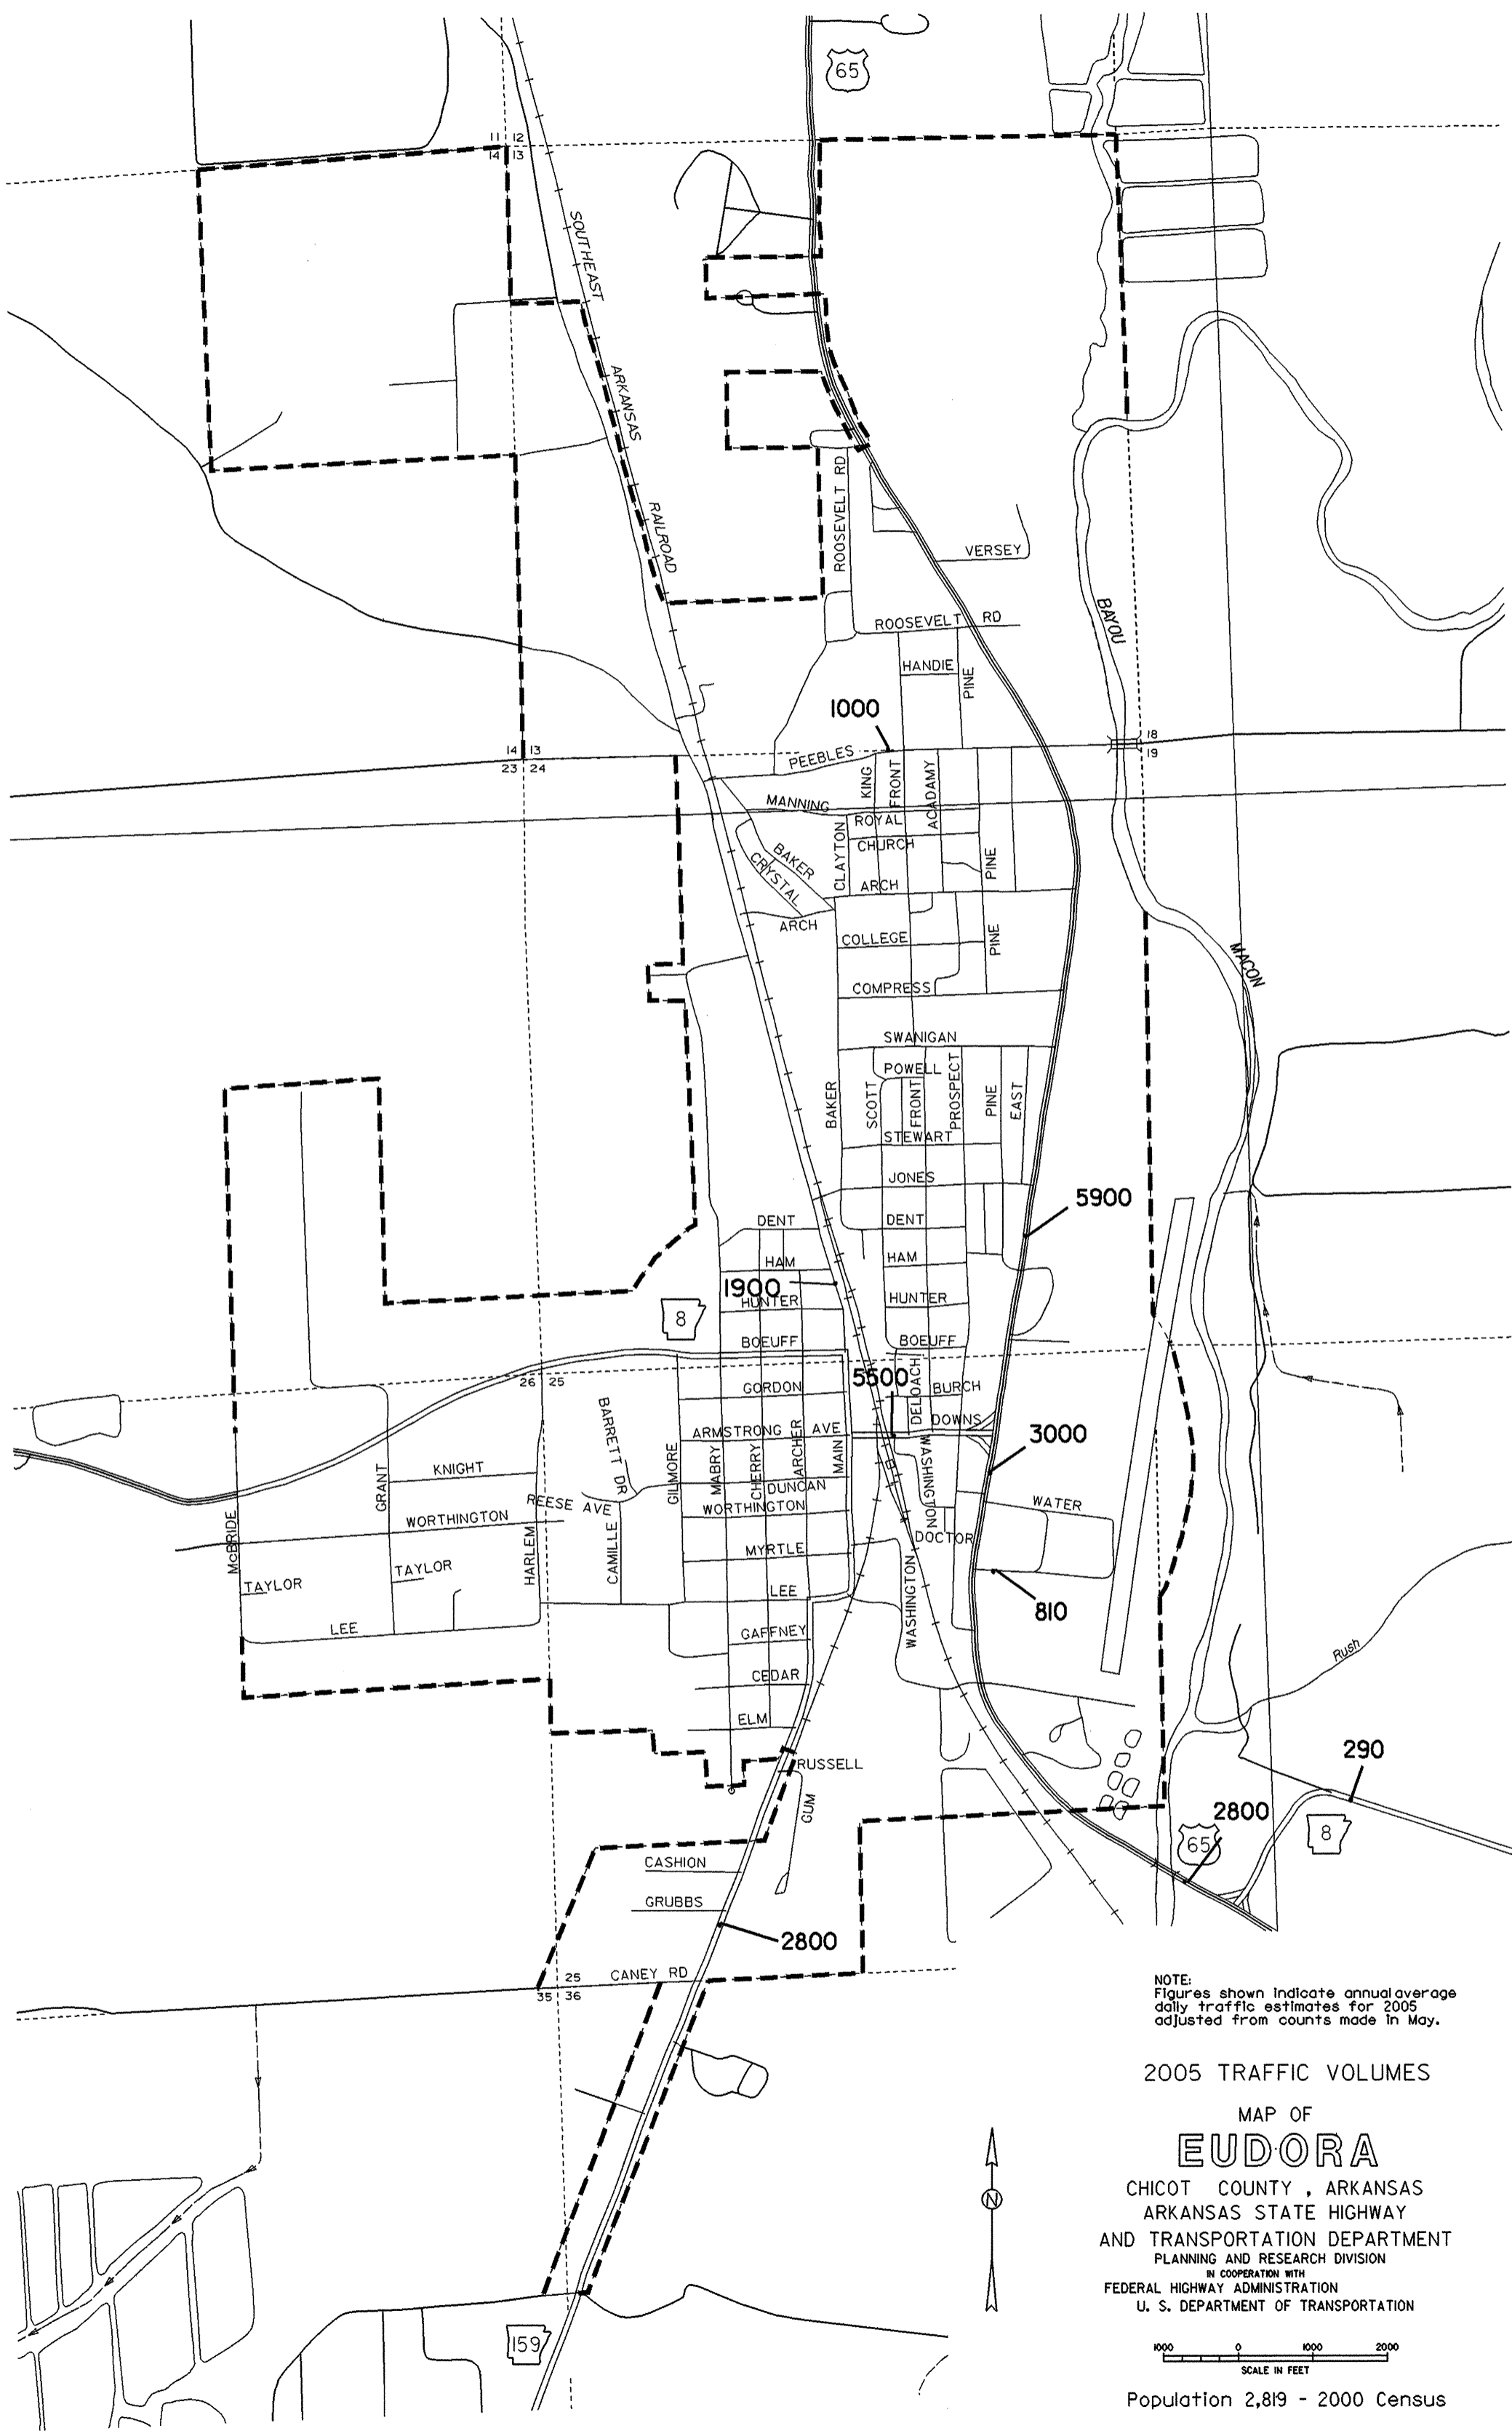 65
11 12
14 13
SOUTHEAST
ARKANSAS
RAILROAD
ROOSEVELT RD
VERSEY
BAYOU
ROOSEVELT RD
HANDIE
PINE
1000
14 13
23 24
18
19
PEEBLES
KING
FRONT
ACADAMY
MANNING
ROYAL
CLAYTON
CHURCH
BAKER
CRYSTAL
PINE
ARCH
ARCH
COLLEGE
PINE
MACON
COMPRESS
SWANIGAN
POWELL
BAKER
SCOTT
FRONT
PROSPECT
PINE
EAST
STEWART
JONES
5900
DENT
DENT
HAM
HAM
1900
HUNTER
HUNTER
8
BOEUFF
BOEUFF
26 25
5500
GORDON
DELOACH
BURCH
BARRETT DR
ARMSTRONG AVE
DOWNS
3000
GILMORE
MABRY
CHERRY
ARCHER
MAIN
WASHINGTON
GRANT
KNIGHT
DUNCAN
REESE AVE
WORTHINGTON
WATER
WORTHINGTON
McBRIDE
HARLEM
CAMILLE
DOCTOR
MYRTLE
TAYLOR
TAYLOR
LEE
WASHINGTON
810
LEE
GAFFNEY
Rush
CEDAR
ELM
RUSSELL
290
GUM
2800
65
8
CASHION
GRUBBS
2800
25
35 36
CANEY RD
NOTE:
Figures shown indicate annual average
daily traffic estimates for 2005
adjusted from counts made in May.
2005 TRAFFIC VOLUMES
MAP OF
EUDORA
CHICOT COUNTY , ARKANSAS
ARKANSAS STATE HIGHWAY
AND TRANSPORTATION DEPARTMENT
PLANNING AND RESEARCH DIVISION
IN COOPERATION WITH
FEDERAL HIGHWAY ADMINISTRATION
U. S. DEPARTMENT OF TRANSPORTATION
N
159
1000 0 1000 2000
SCALE IN FEET
Population 2,819 - 2000 Census